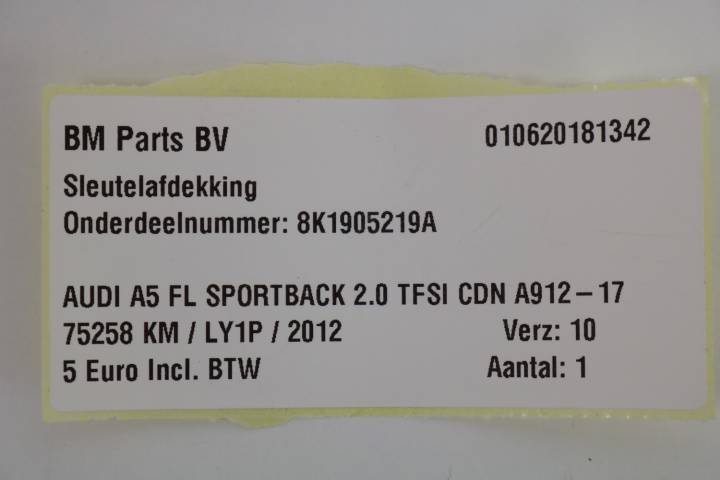 BM Parts BV 010620181342
Sleutelafdekking
Onderdeelnummer: 8K1905219A
AUDI A5 FL SPORTBACK 2.0 TFSI CDN A912-17
75258 KM / LY1P / 2012 Verz: 10
5 Euro Incl. BTW Aantal: 1